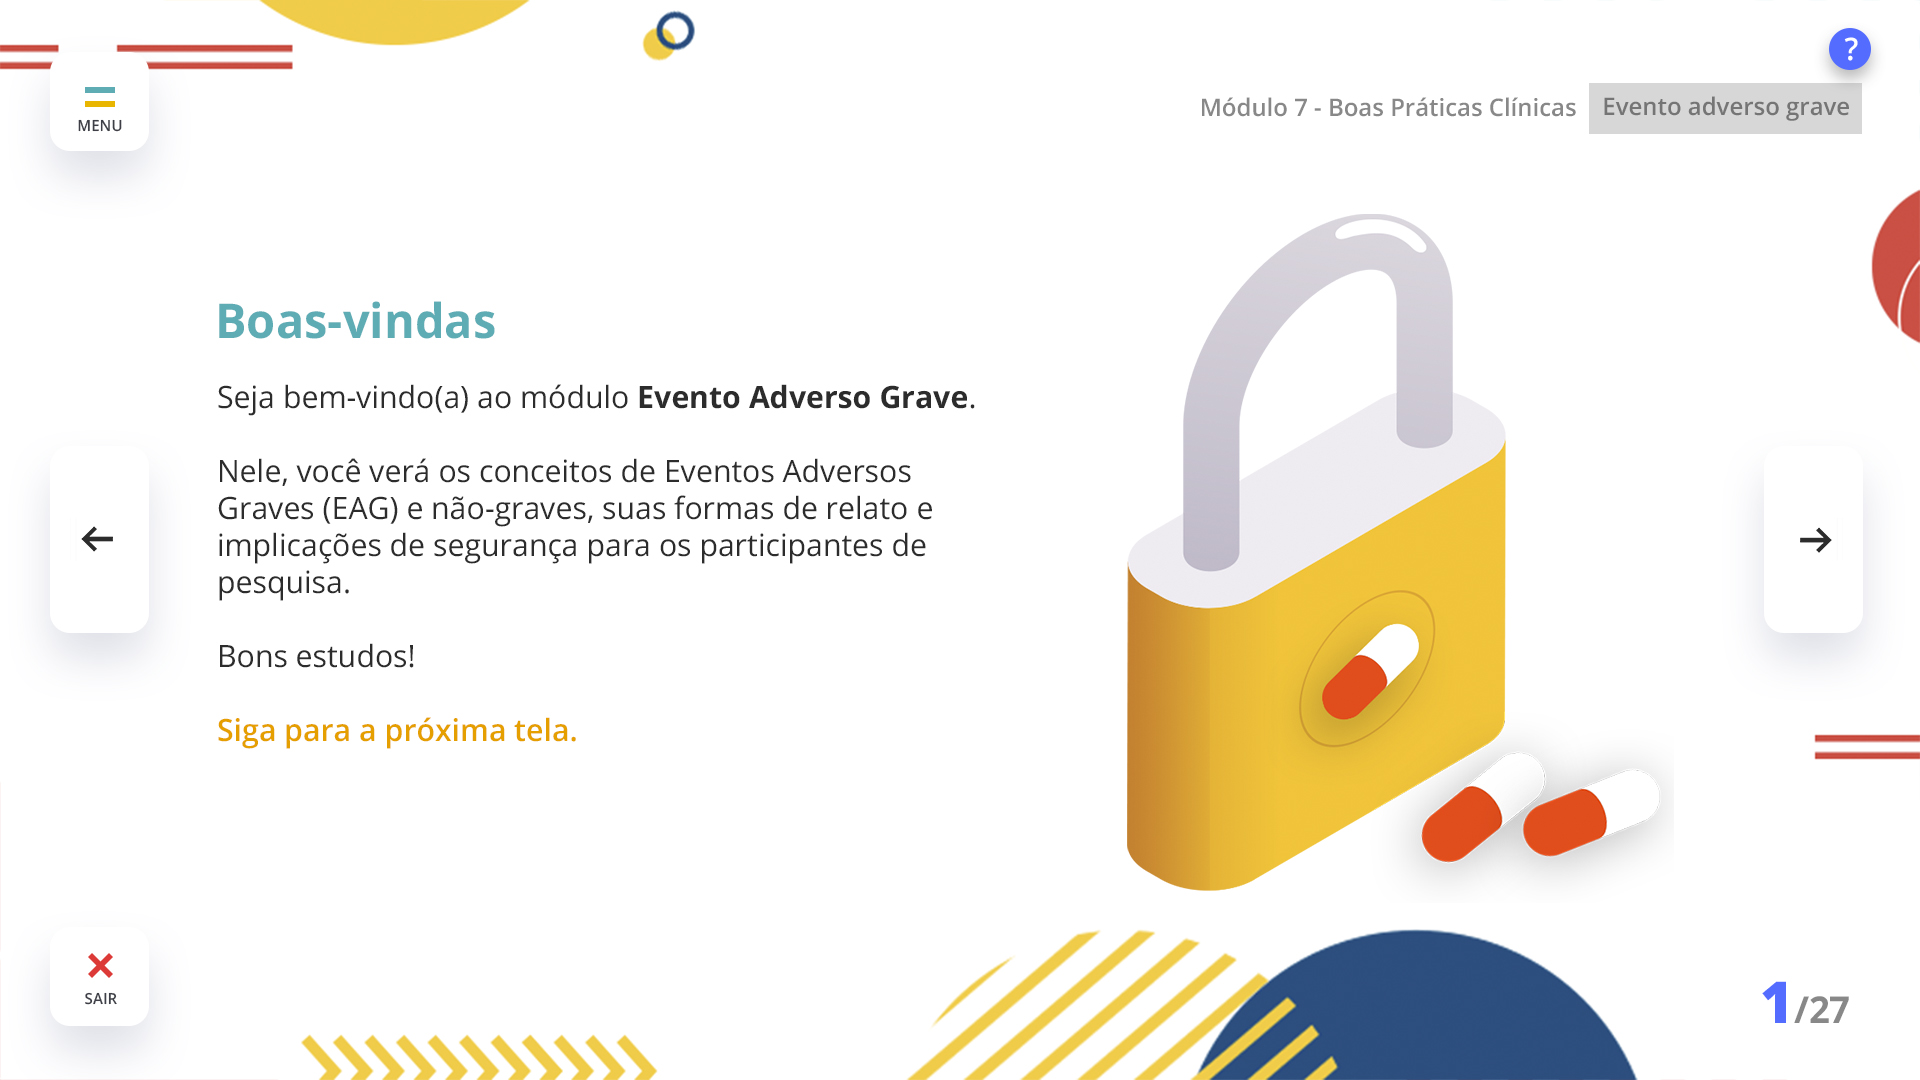 ?
MENU
Módulo 7 - Boas Práticas Clínicas Evento adverso grave
Boas-vindas
Seja bem-vindo(a) ao módulo Evento Adverso Grave.
Nele, você verá os conceitos de Eventos Adversos
Graves (EAG) e não-graves, suas formas de relato e
implicações de segurança para os participantes de
pesquisa.
Bons estudos!
Siga para a próxima tela.
SAIR
1/27